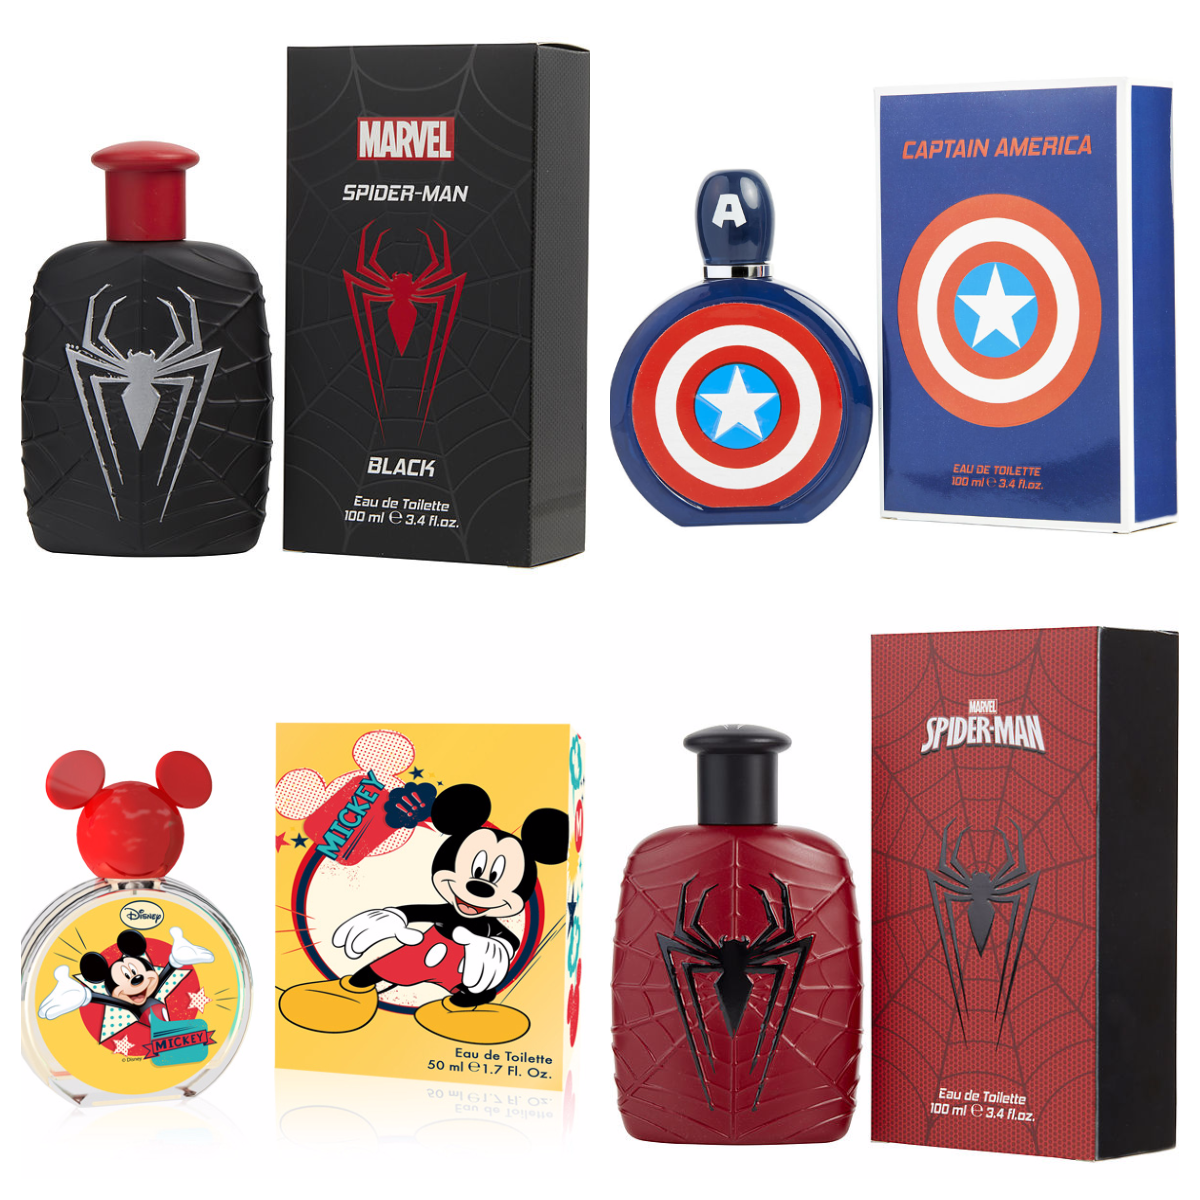 MARVEL
SPIDER-MAN
BLACK
Eau de Toilette
100 ml ℮ 3.4 fl.oz.
A
CAPTAIN AMERICA
EAU DE TOILETTE
100 ml ℮ 3.4 fl.oz.
Disney
MICKEY
© Disney
MICKEY
!!!
Eau de Toilette
50 ml ℮ 1.7 Fl. Oz.
MARVEL
SPIDER-MAN
Eau de Toilette
100 ml ℮ 3.4 fl.oz.